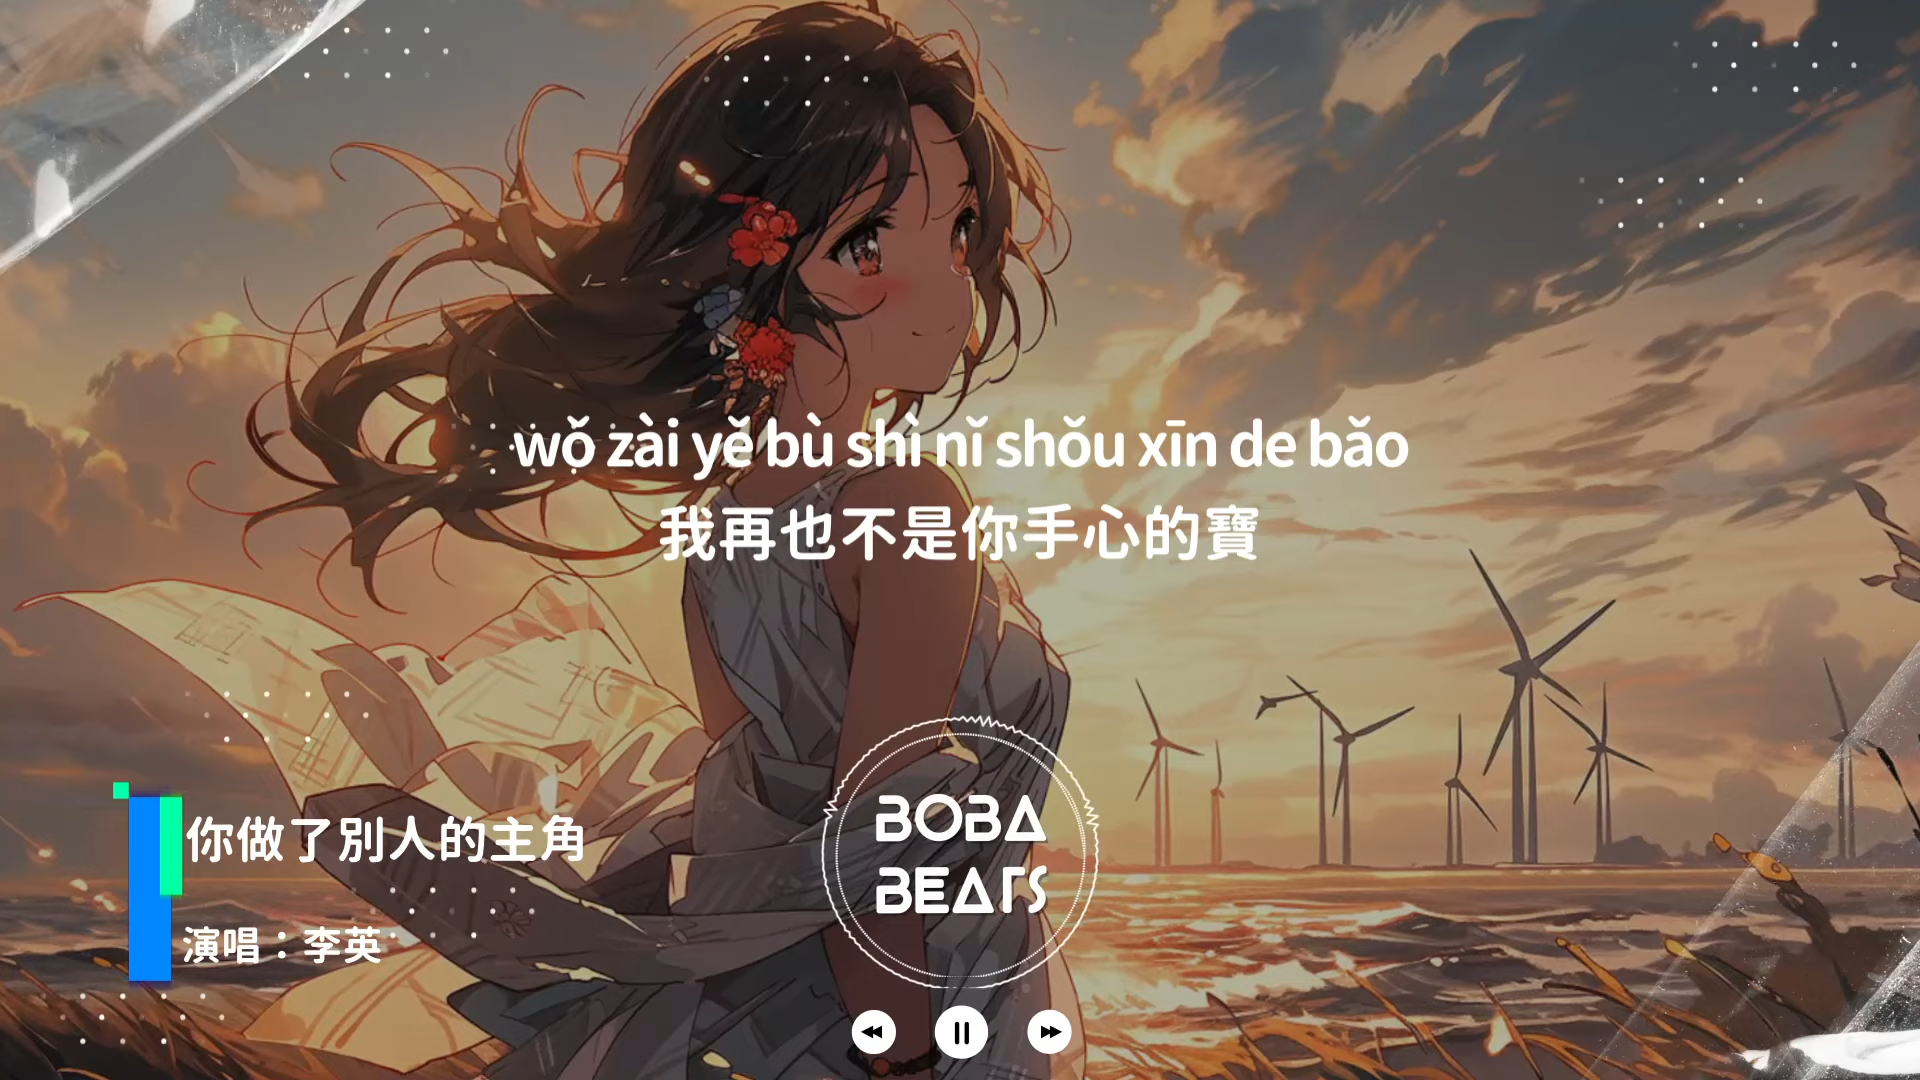 wǒ zài yě bù shì nǐ shǒu xīn de bǎo
我再也不是你手心的寶
你做了別人的主角
演唱：李英
BOBA
BEATS